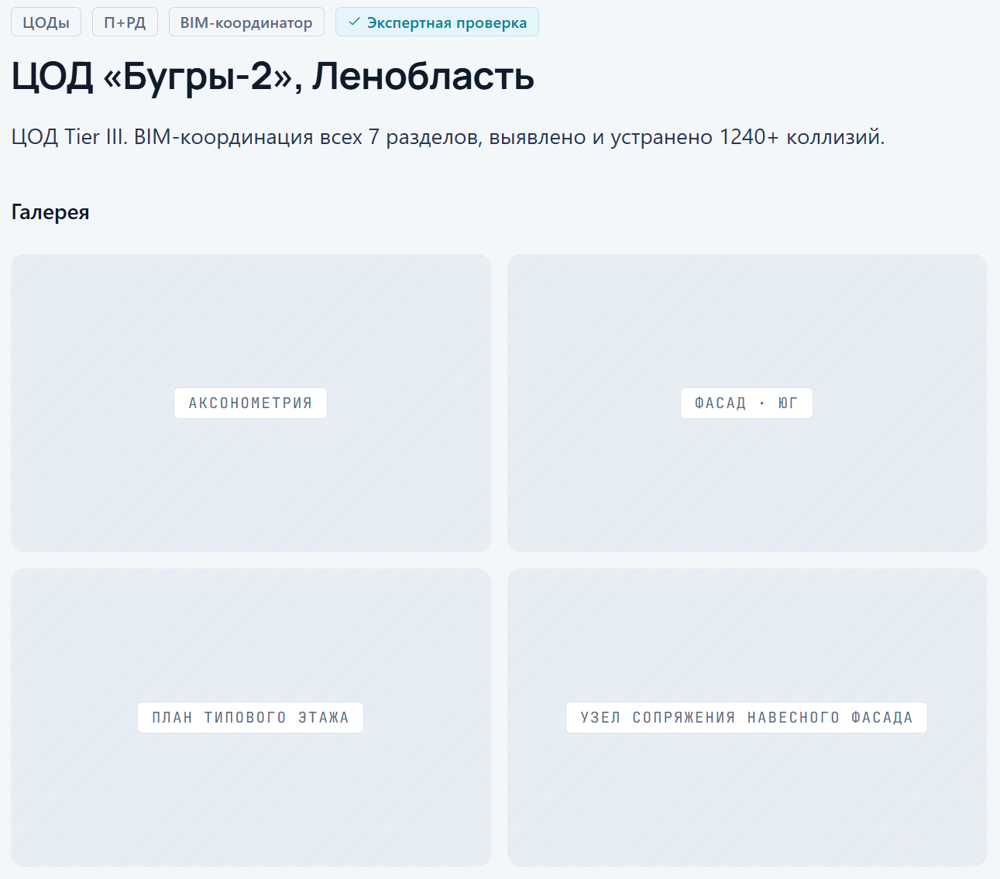 ЦОДы П+РД BIM-координатор Экспертная проверка
ЦОД «Бугры-2», Ленобласть
ЦОД Tier III. BIM-координация всех 7 разделов, выявлено и устранено 1240+ коллизий.
Галерея
АКСОНОМЕТРИЯ
ФАСАД · ЮГ
ПЛАН ТИПОВОГО ЭТАЖА
УЗЕЛ СОПРЯЖЕНИЯ НАВЕСНОГО ФАСАДА